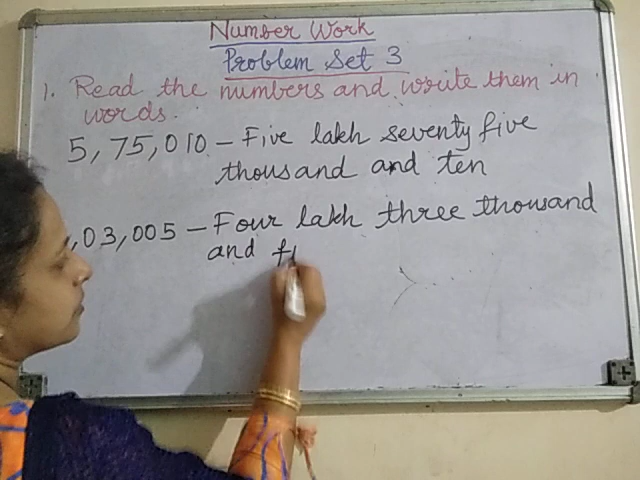 Number Work
Problem Set 3
1. Read the numbers and write them in
words.
5,75,010 - Five lakh seventy five
thousand and ten
,03,005 - Four lakh three thousand
and fi